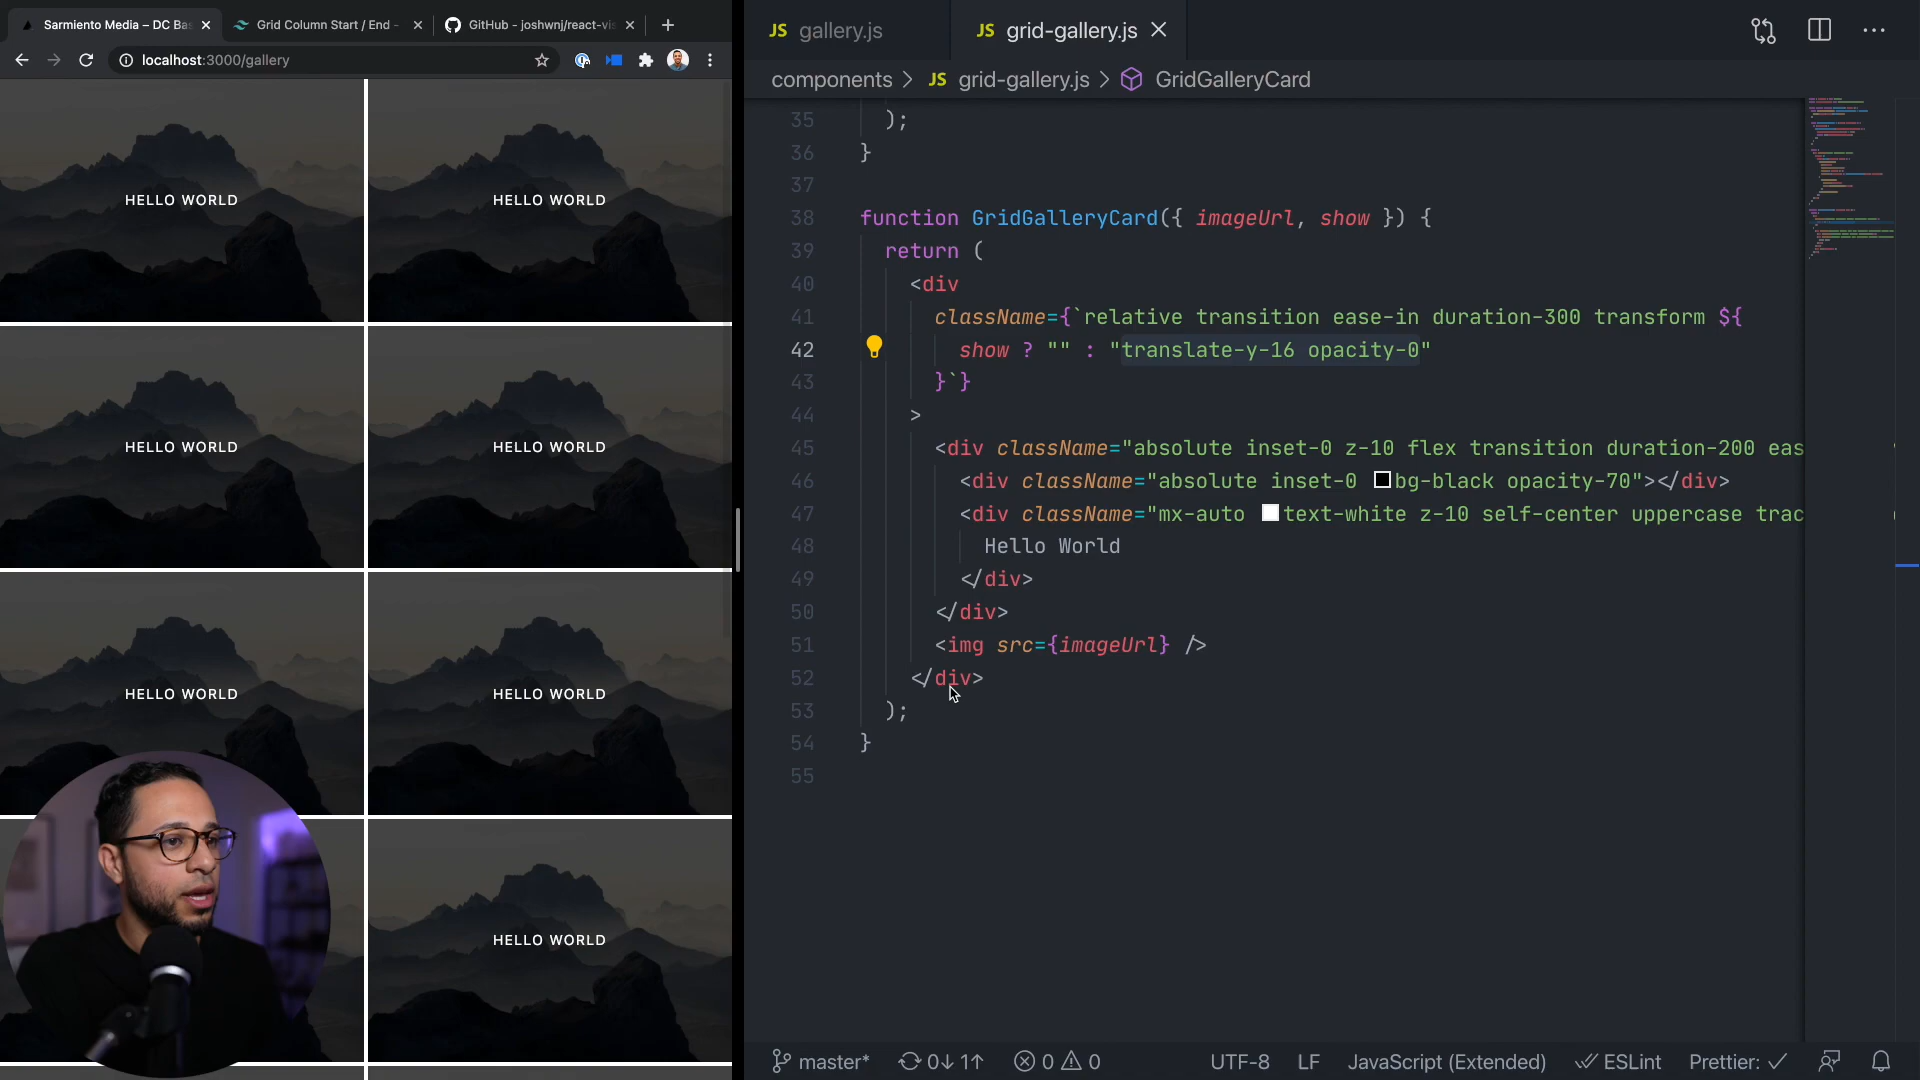 Sarmiento Media – DC Bas
Grid Column Start / End -
GitHub - joshwnj/react-vis
localhost:3000/gallery
HELLO WORLD
HELLO WORLD
HELLO WORLD
HELLO WORLD
HELLO WORLD
HELLO WORLD
HELLO WORLD
JS gallery.js
JS grid-gallery.js
components > JS grid-gallery.js > GridGalleryCard
35 );
36 }
37
38 function GridGalleryCard({ imageUrl, show }) {
39 return (
40 <div
41 className={`relative transition ease-in duration-300 transform ${
42 show ? "" : "translate-y-16 opacity-0"
43 }`}
44 >
45 <div className="absolute inset-0 z-10 flex transition duration-200 eas
46 <div className="absolute inset-0 bg-black opacity-70"></div>
47 <div className="mx-auto text-white z-10 self-center uppercase trac
48 Hello World
49 </div>
50 </div>
51 <img src={imageUrl} />
52 </div>
53 );
54 }
55
master* 0↓ 1↑ 0 0 UTF-8 LF JavaScript (Extended) ESLint Prettier: ✓